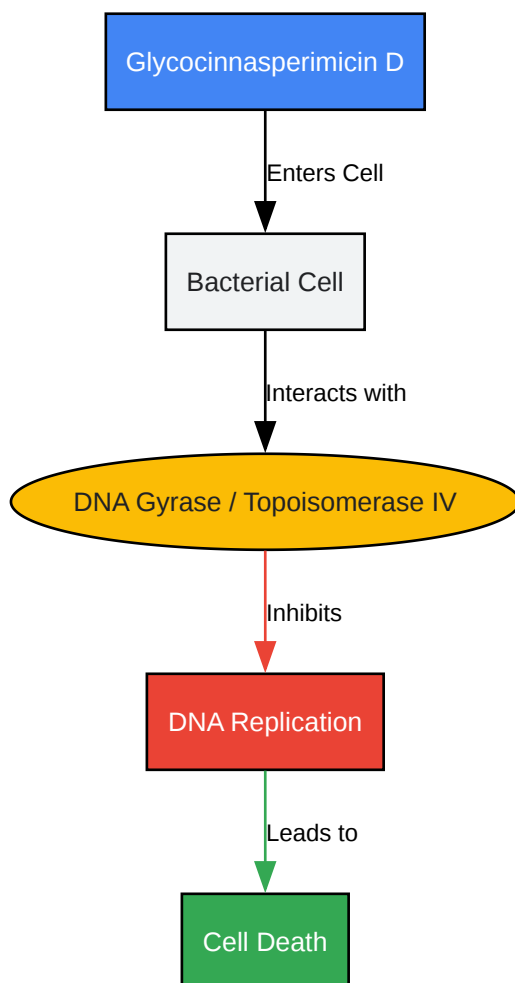 Glycocinnasperimicin D
Enters Cell
Bacterial Cell
Interacts with
DNA Gyrase / Topoisomerase IV
Inhibits
DNA Replication
Leads to
Cell Death